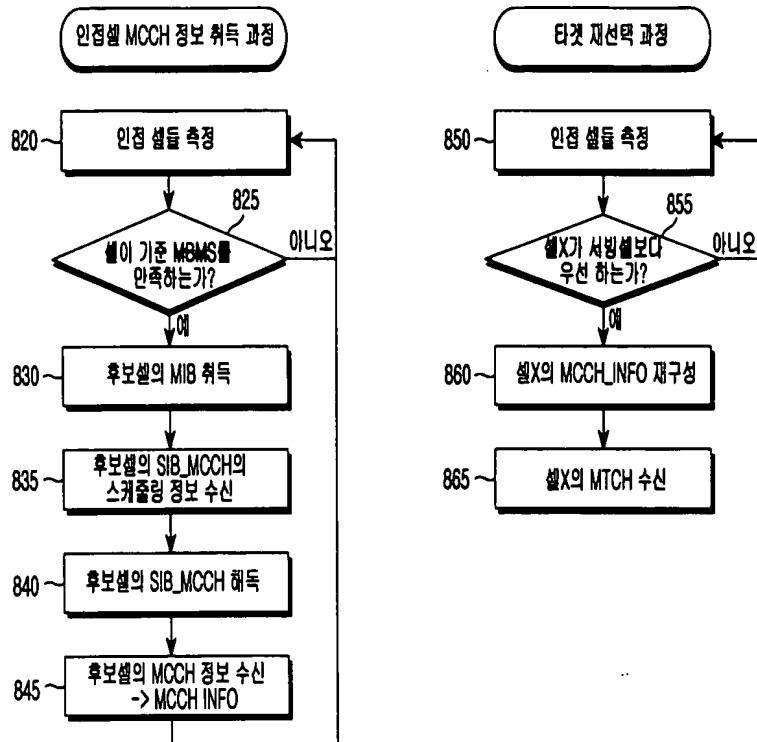 인접셀 MCCH 정보 취득 과정
820
인접 셀들 측정
825
셀이 기준 MBMS를
만족하는가?
아니오
예
830
후보셀의 MIB 취득
835
후보셀의 SIB_MCCH의
스캐줄링 정보 수신
840
후보셀의 SIB_MCCH 해독
845
후보셀의 MCCH 정보 수신
-> MCCH INFO
타겟 재선택 과정
850
인접 셀들 측정
855
셀X가 서빙셀보다
우선 하는가?
아니오
예
860
셀X의 MCCH_INFO 재구성
865
셀X의 MTCH 수신